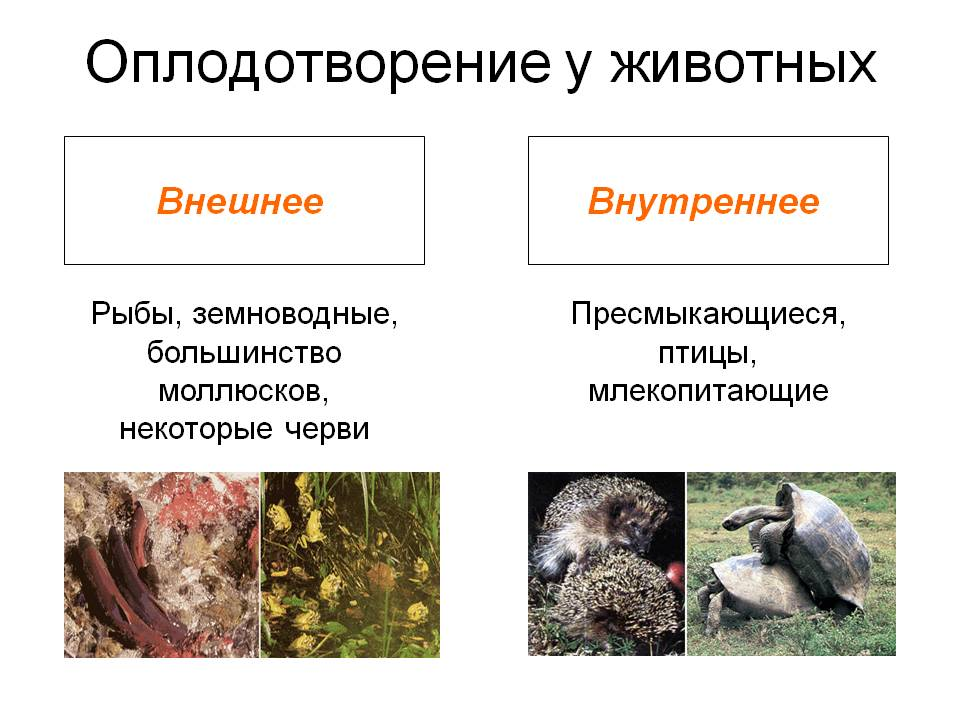 Оплодотворение у животных
Внешнее
Внутреннее
Рыбы, земноводные,
большинство
моллюсков,
некоторые черви
Пресмыкающиеся,
птицы,
млекопитающие